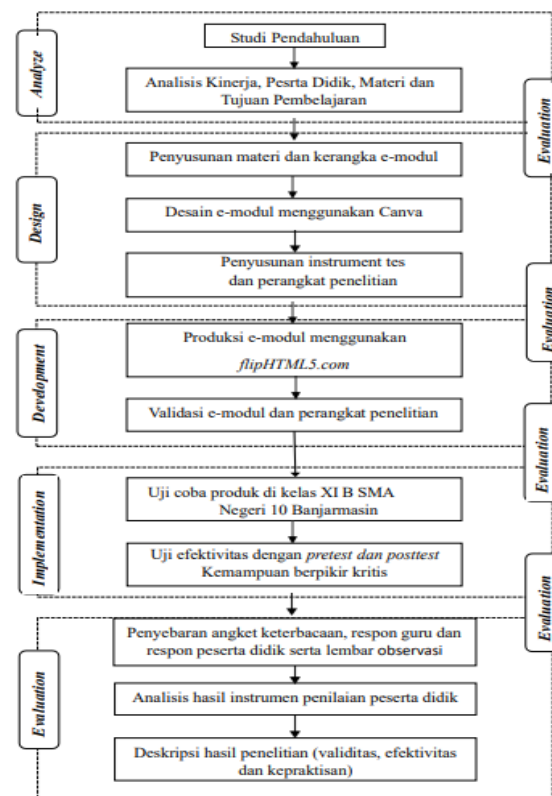 Studi Pendahuluan
Analyze
Analisis Kinerja, Pesrta Didik, Materi dan
Tujuan Pembelajaran
Evaluation
Penyusunan materi dan kerangka e-modul
Design
Desain e-modul menggunakan Canva
Penyusunan instrument tes
dan perangkat penelitian
Evaluation
Produksi e-modul menggunakan
flipHTML5.com
Development
Validasi e-modul dan perangkat penelitian
Evaluation
Uji coba produk di kelas XI B SMA
Negeri 10 Banjarmasin
Implementation
Uji efektivitas dengan pretest dan posttest
Kemampuan berpikir kritis
Evaluation
Penyebaran angket keterbacaan, respon guru dan
respon peserta didik serta lembar observasi
Evaluation
Analisis hasil instrumen penilaian peserta didik
Deskripsi hasil penelitian (validitas, efektivitas
dan kepraktisan)